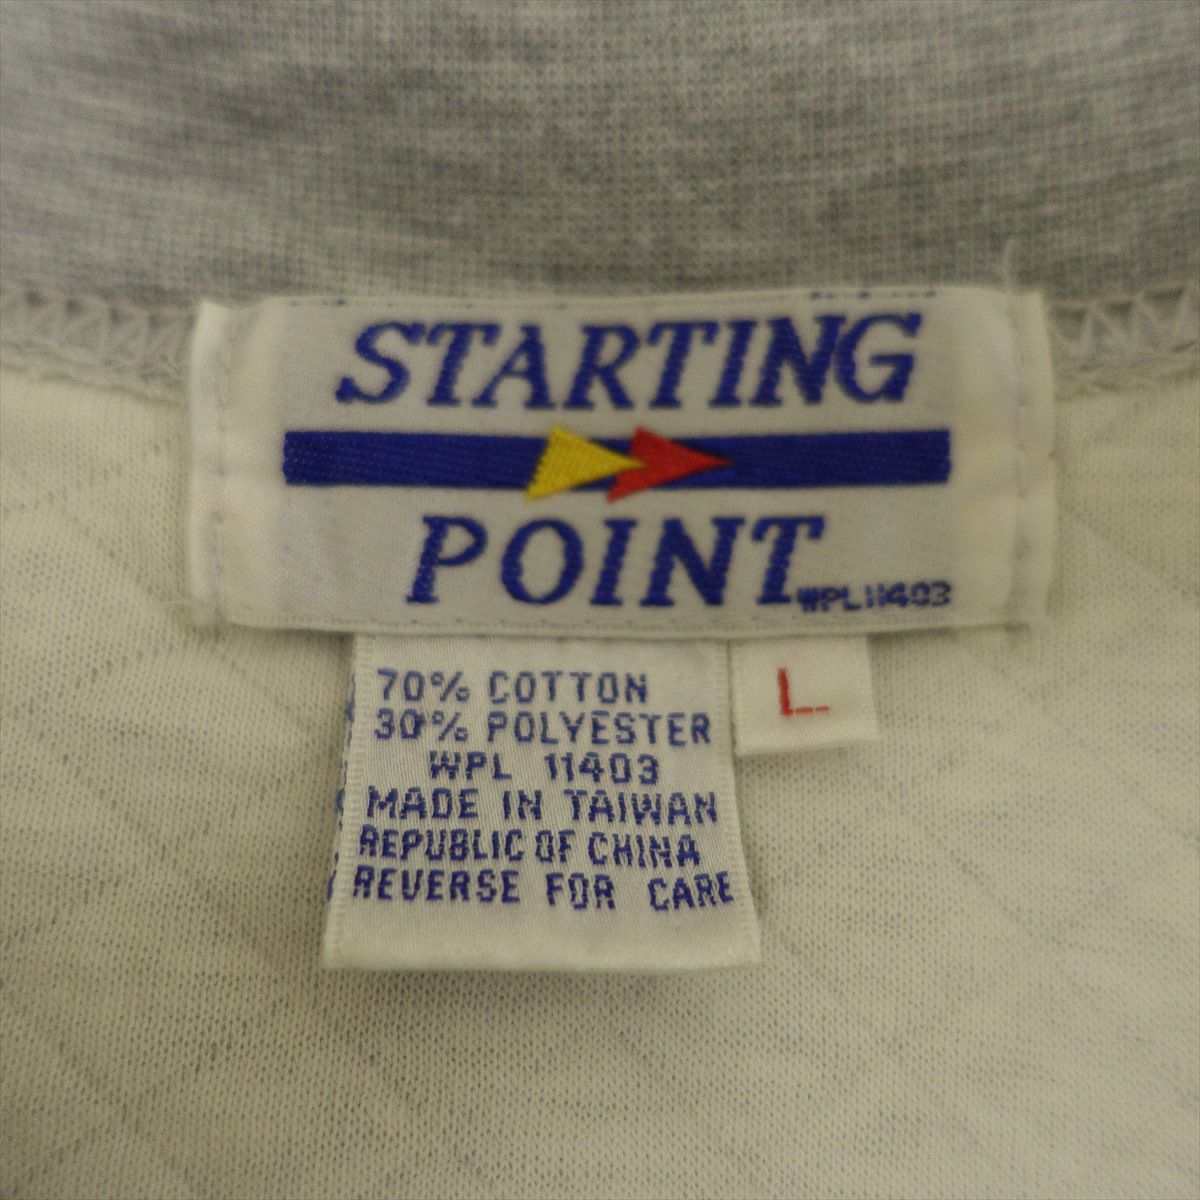 STARTING
POINT
WPL11403
70% COTTON
30% POLYESTER
WPL 11403
MADE IN TAIWAN
REPUBLIC OF CHINA
REVERSE FOR CARE
L